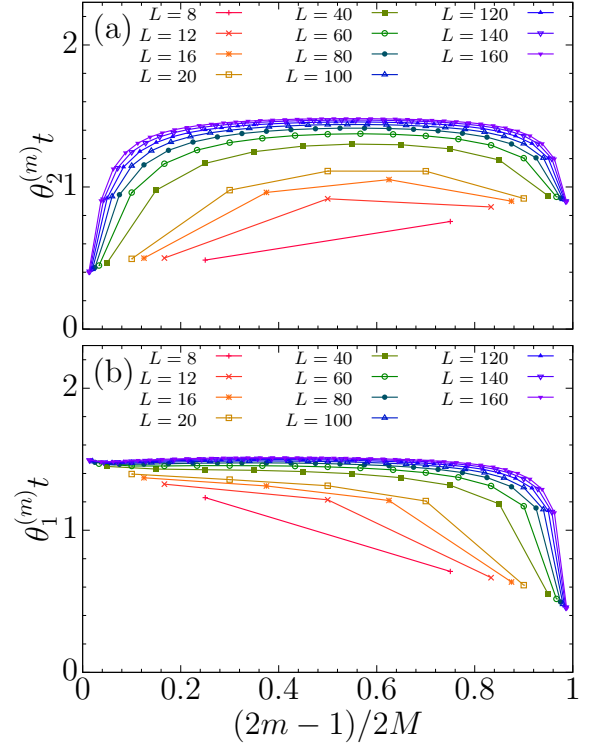 (a)
L = 8 L = 40 L = 120
L = 12 L = 60 L = 140
L = 16 L = 80 L = 160
L = 20 L = 100
2
1
0
θ₂⁽ᵐ⁾t
(b)
L = 8 L = 40 L = 120
L = 12 L = 60 L = 140
L = 16 L = 80 L = 160
L = 20 L = 100
2
1
0
θ₁⁽ᵐ⁾t
0 0.2 0.4 0.6 0.8 1
(2m − 1)/2M